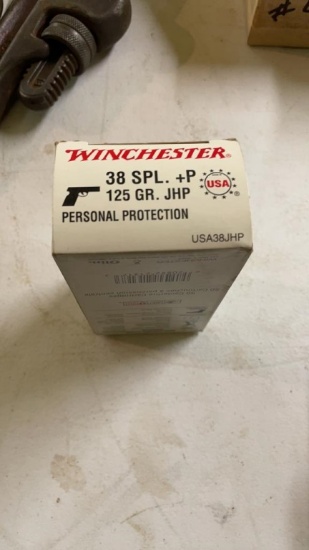 WINCHESTER®
38 SPL. +P
USA
125 GR. JHP
PERSONAL PROTECTION
USA38JHP